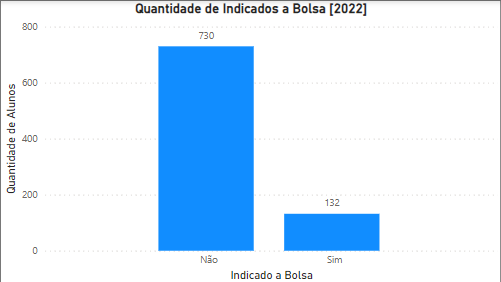 Quantidade de Indicados a Bolsa [2022]
Quantidade de Alunos
800
600
400
200
0
730
132
Não
Sim
Indicado a Bolsa